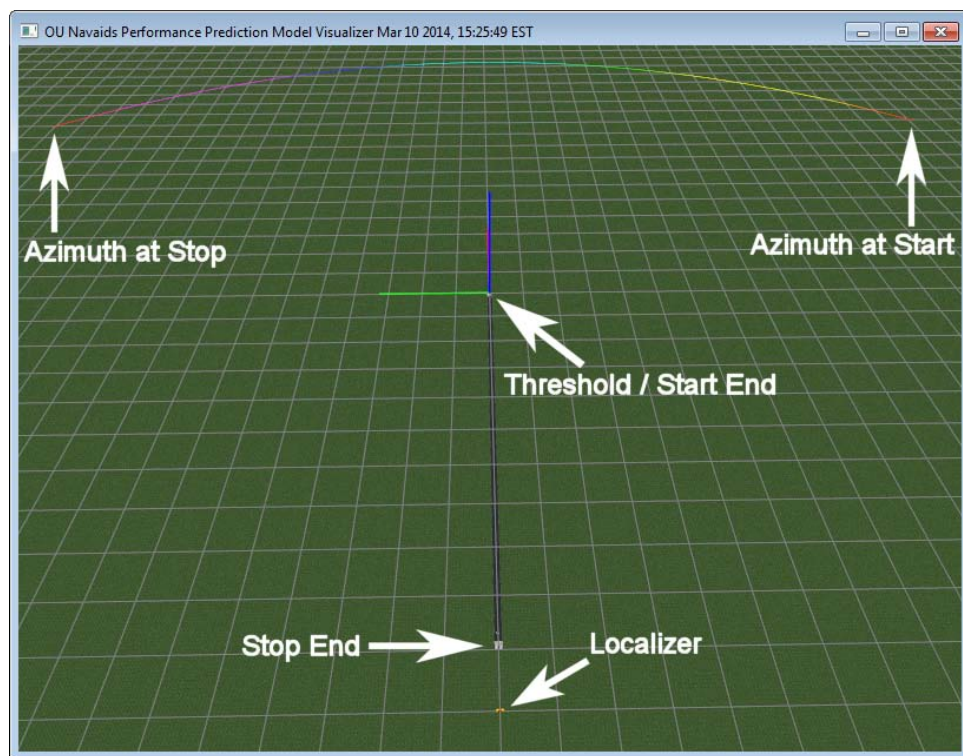 OU Navaids Performance Prediction Model Visualizer Mar 10 2014, 15:25:49 EST
Azimuth at Stop
Azimuth at Start
Threshold / Start End
Stop End
Localizer